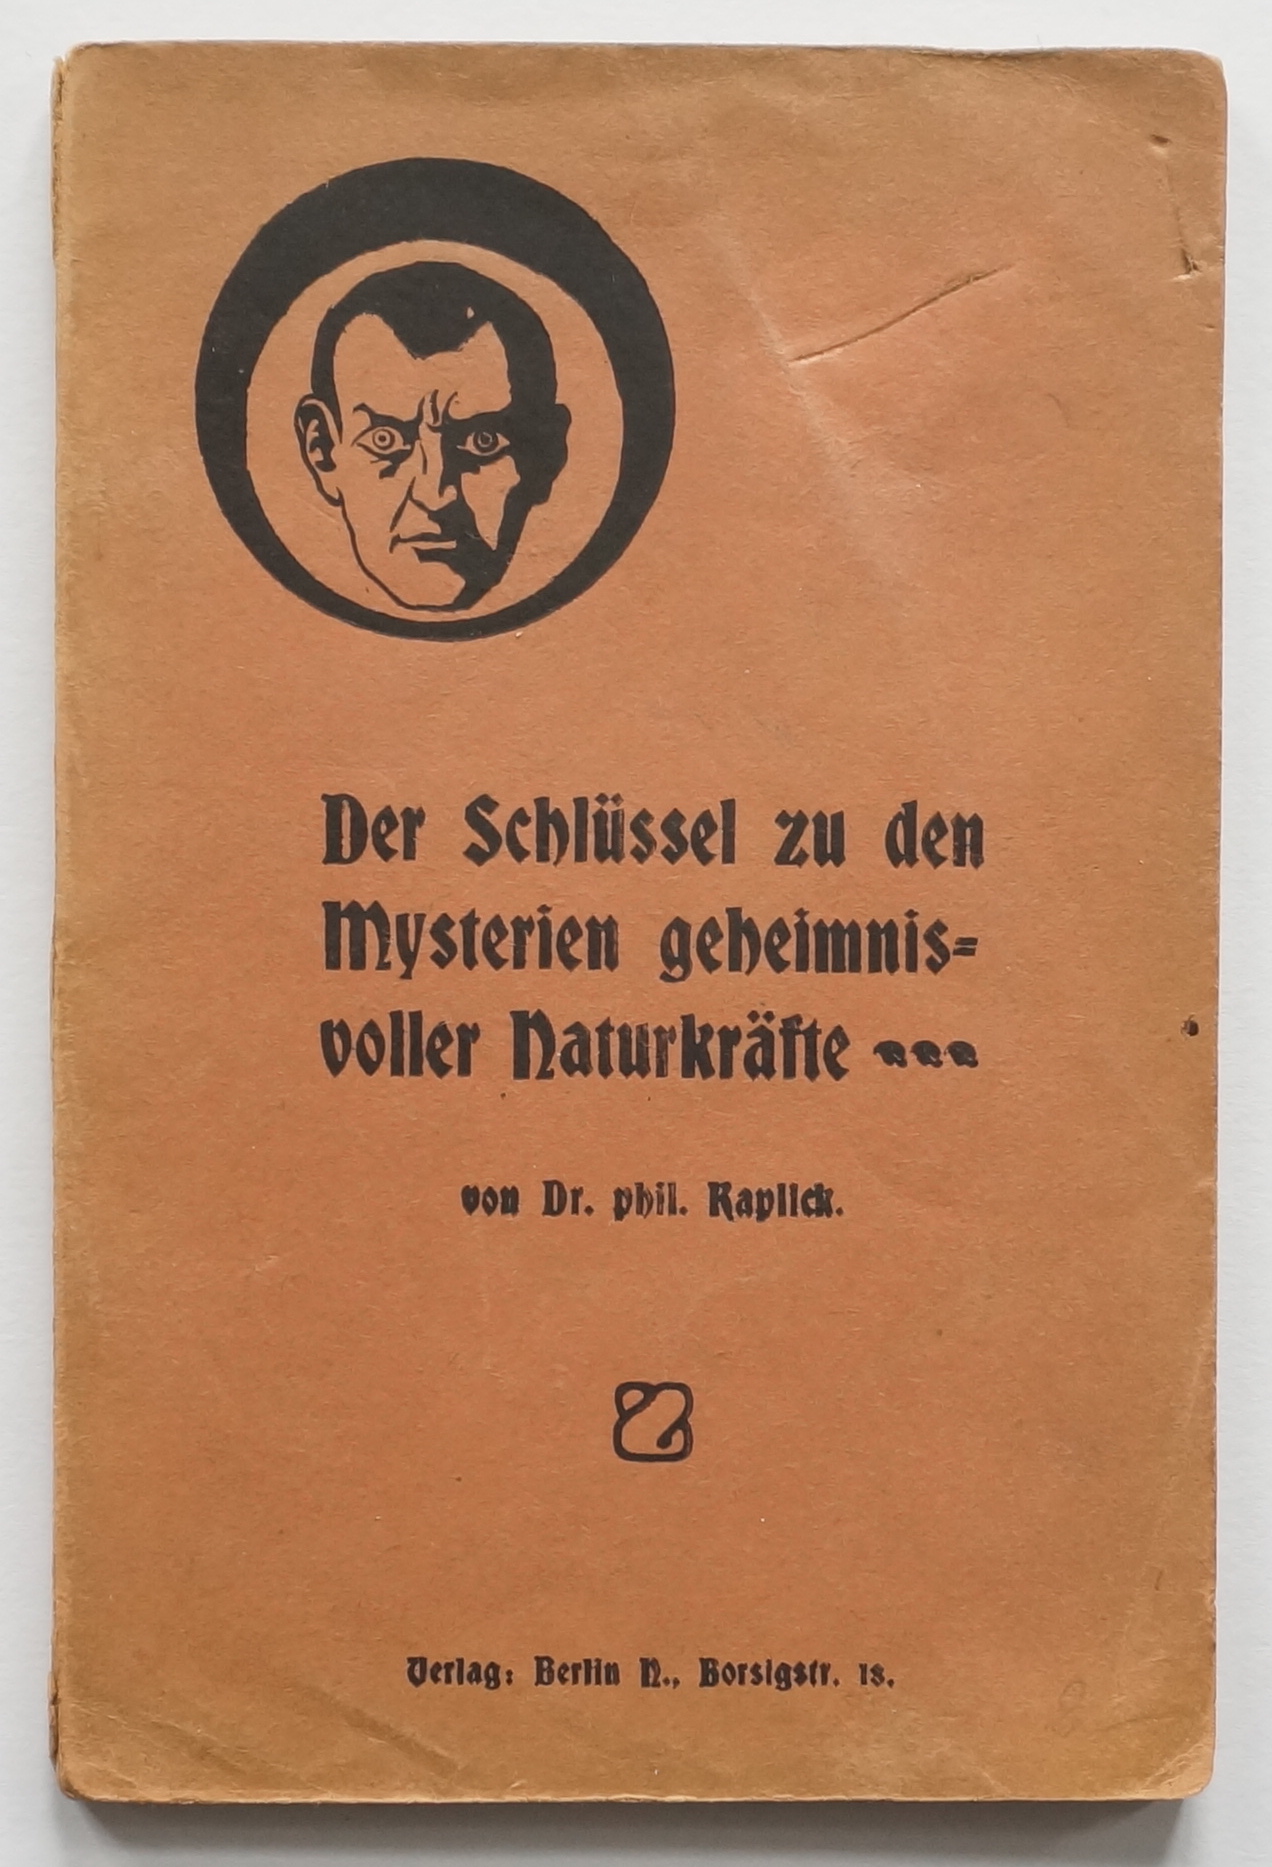 Der Schlüssel zu den
Mysterien geheimnis=
voller Naturkräfte
von Dr. phil. Kaplick.
Verlag: Berlin N., Borsigstr. 18.